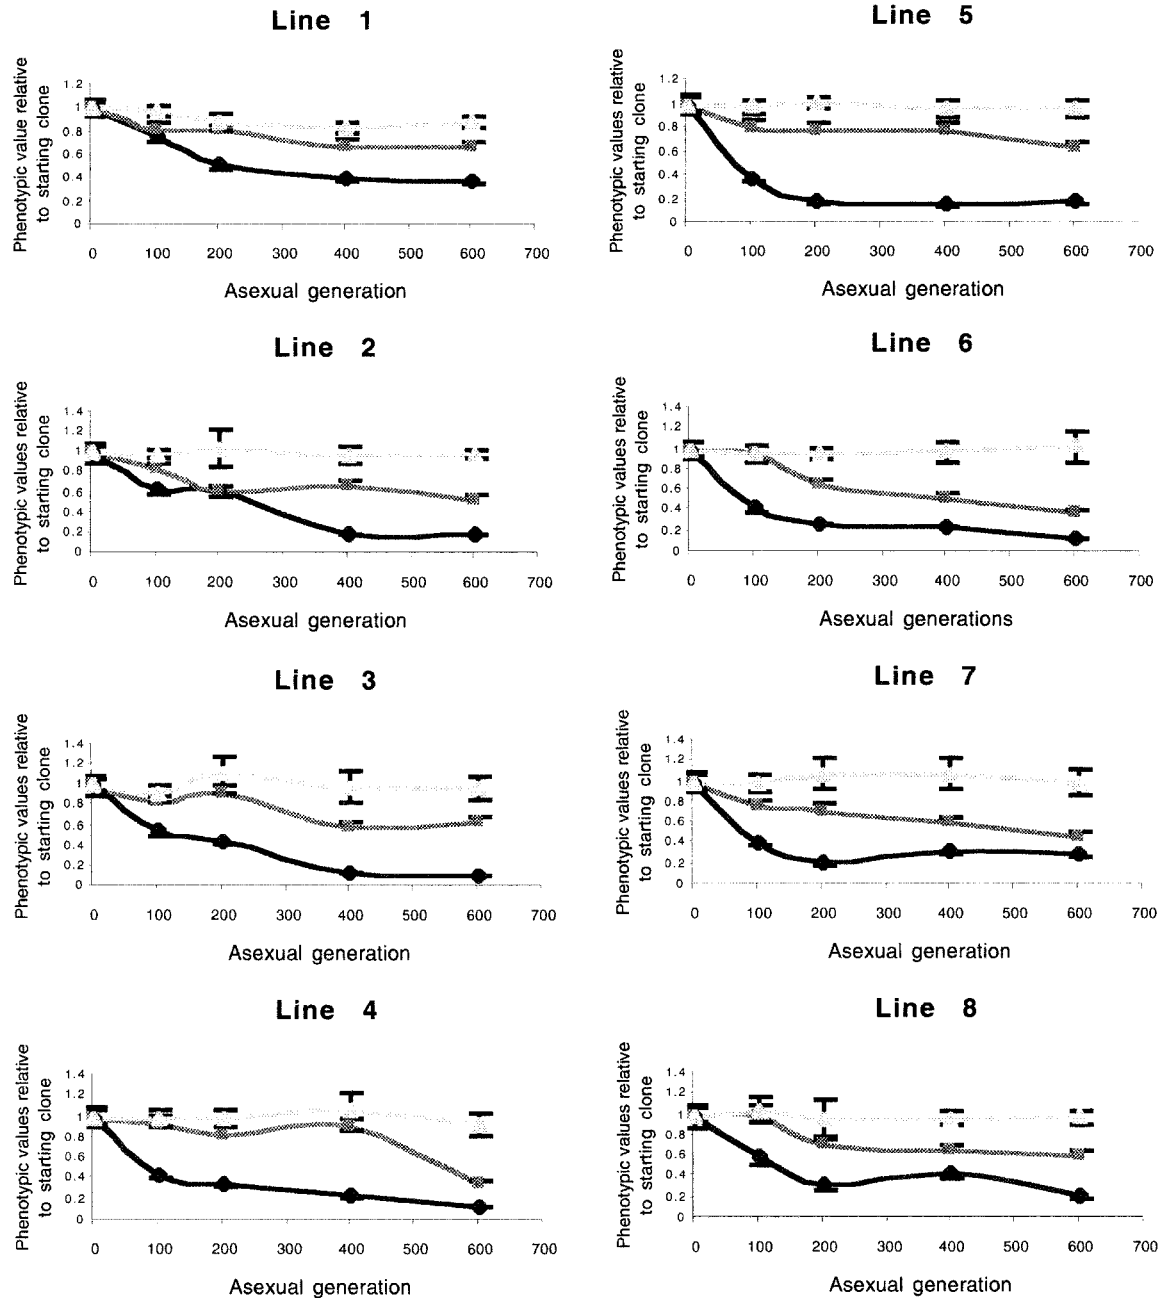 Line 1
Phenotypic value relative
to starting clone
1.2
1
0.8
0.6
0.4
0.2
0
0 100 200 300 400 500 600 700
Asexual generation
Line 5
Phenotypic values relative
to starting clone
1.2
1
0.8
0.6
0.4
0.2
0
0 100 200 300 400 500 600 700
Asexual generation
Line 2
Phenotypic values relative
to starting clone
1.4
1.2
1
0.8
0.6
0.4
0.2
0
0 100 200 300 400 500 600 700
Asexual generation
Line 6
Phenotypic values relative
to starting clone
1.4
1.2
1
0.8
0.6
0.4
0.2
0
0 100 200 300 400 500 600 700
Asexual generations
Line 3
Phenotypic values relative
to starting clone
1.4
1.2
1
0.8
0.6
0.4
0.2
0
0 100 200 300 400 500 600 700
Asexual generation
Line 7
Phenotypic values relative
to starting clone
1.4
1.2
1
0.8
0.6
0.4
0.2
0
0 100 200 300 400 500 600 700
Asexual generation
Line 4
Phenotypic values relative
to starting clone
1.4
1.2
1
0.8
0.6
0.4
0.2
0
0 100 200 300 400 500 600 700
Asexual generation
Line 8
Phenotypic values relative
to starting clone
1.4
1.2
1
0.8
0.6
0.4
0.2
0
0 100 200 300 400 500 600 700
Asexual generation